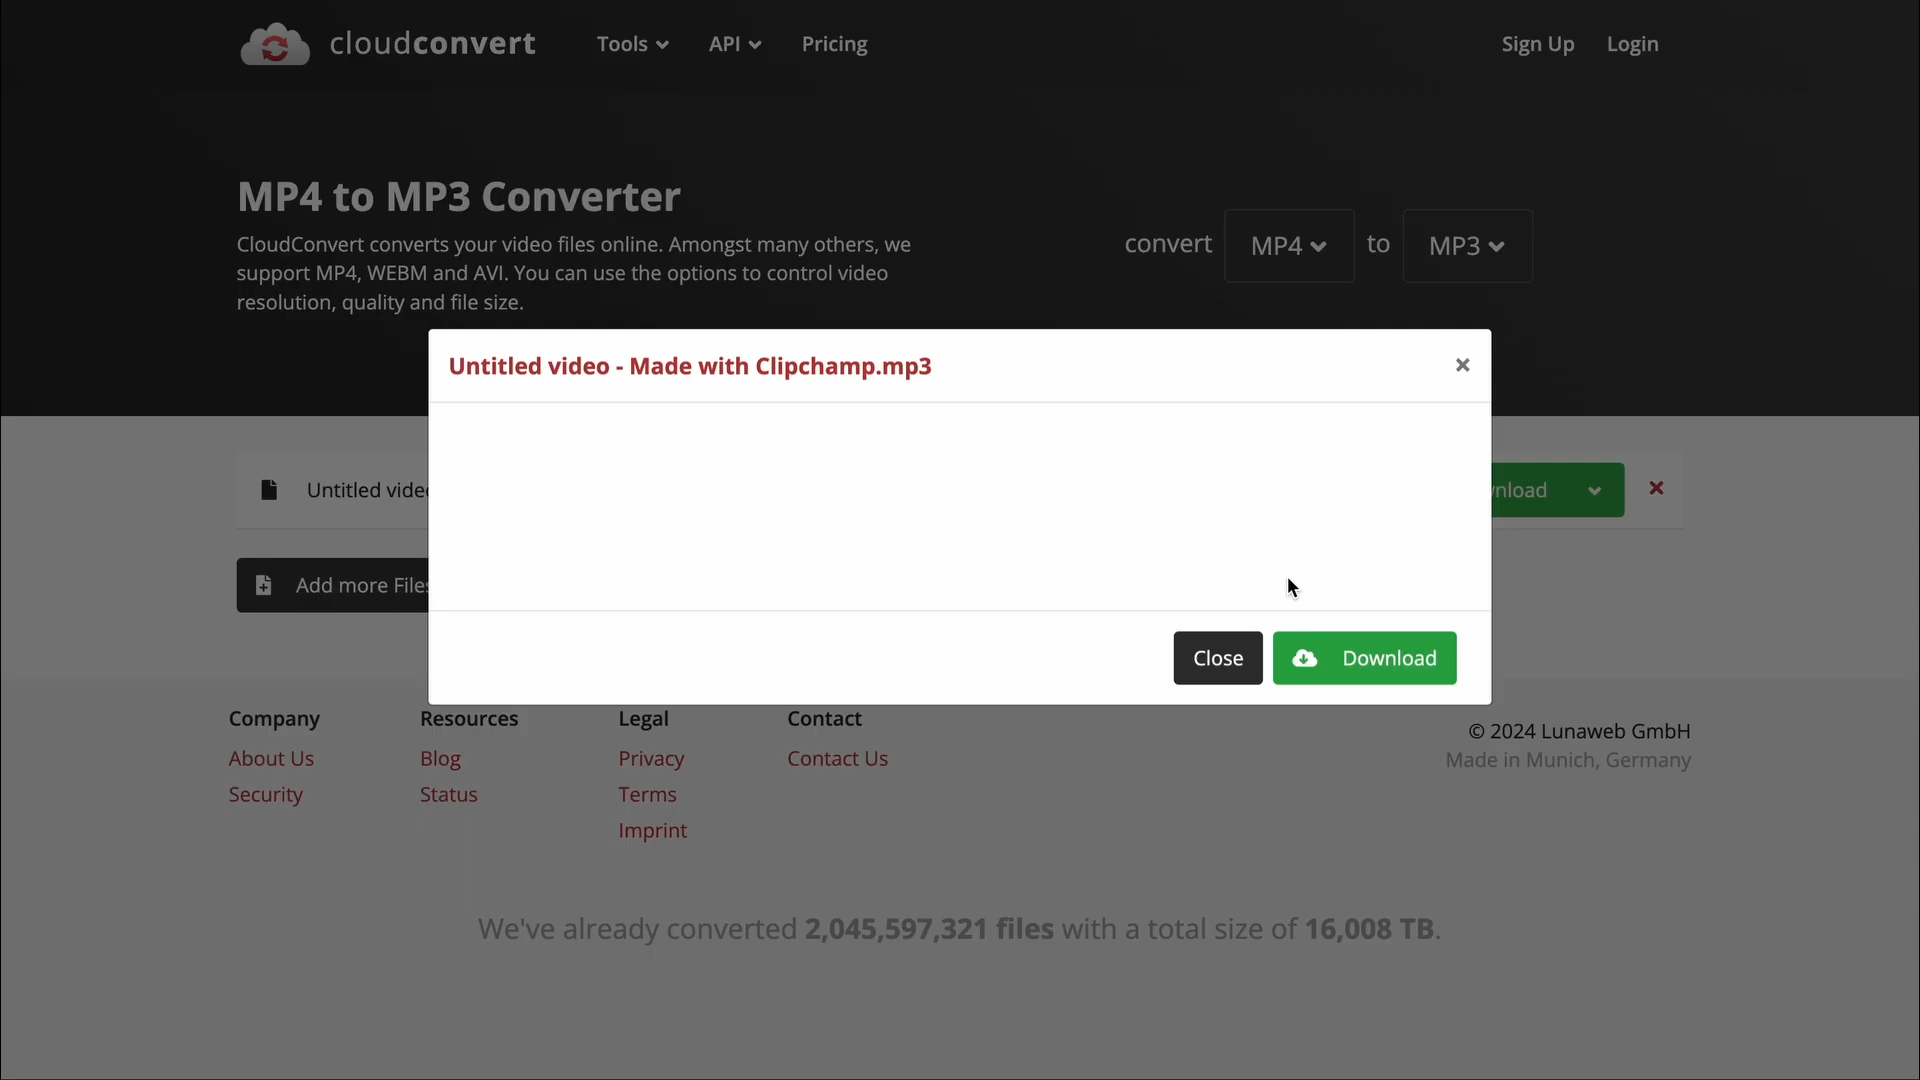 cloudconvert
Tools
API
Pricing
Sign Up
Login
MP4 to MP3 Converter
CloudConvert converts your video files online. Amongst many others, we
support MP4, WEBM and AVI. You can use the options to control video
resolution, quality and file size.
convert
MP4
to
MP3
Untitled video - Made with Clipchamp.mp3
Untitled vide
nload
Add more Files
Close
Download
Company
Resources
Legal
Contact
About Us
Blog
Privacy
Contact Us
Security
Status
Terms
Imprint
© 2024 Lunaweb GmbH
Made in Munich, Germany
We've already converted 2,045,597,321 files with a total size of 16,008 TB.